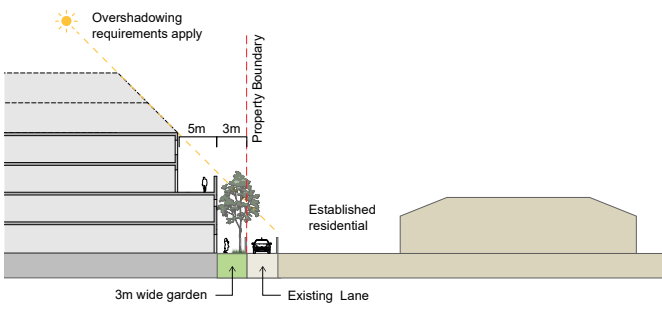 Overshadowing
requirements apply
Property Boundary
5m
3m
Established
residential
3m wide garden
Existing Lane